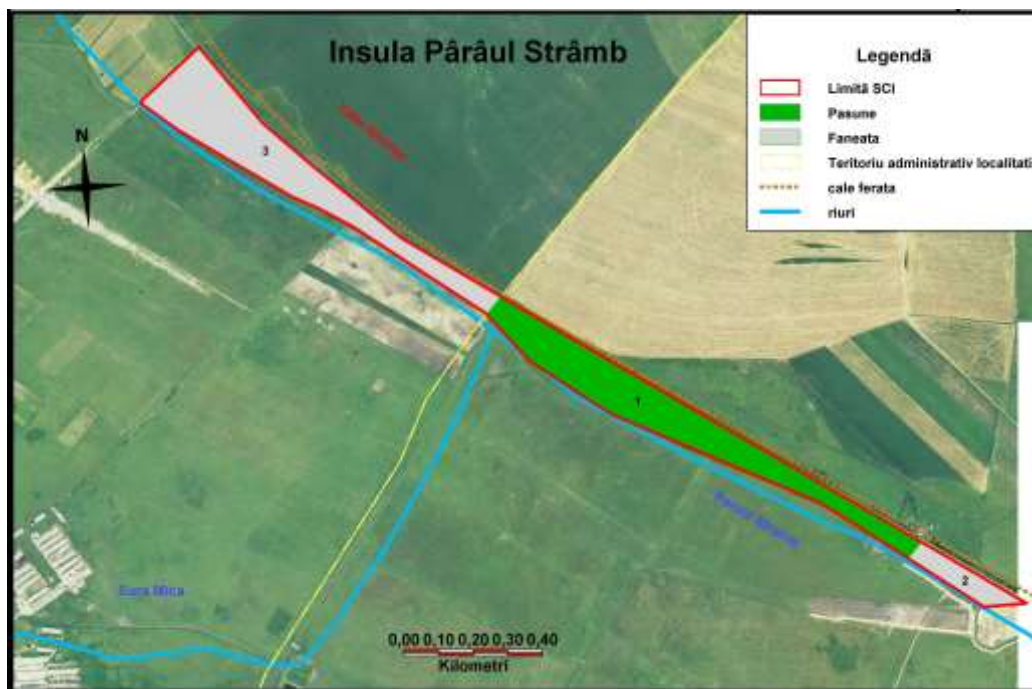 Insula Pârâul Strâmb
Legendă
Limită SCI
Pasune
Faneata
Teritoriu administrativ localitati
cale ferata
riuri
N
3
1
2
0,00 0,10 0,20 0,30 0,40
Kilometri